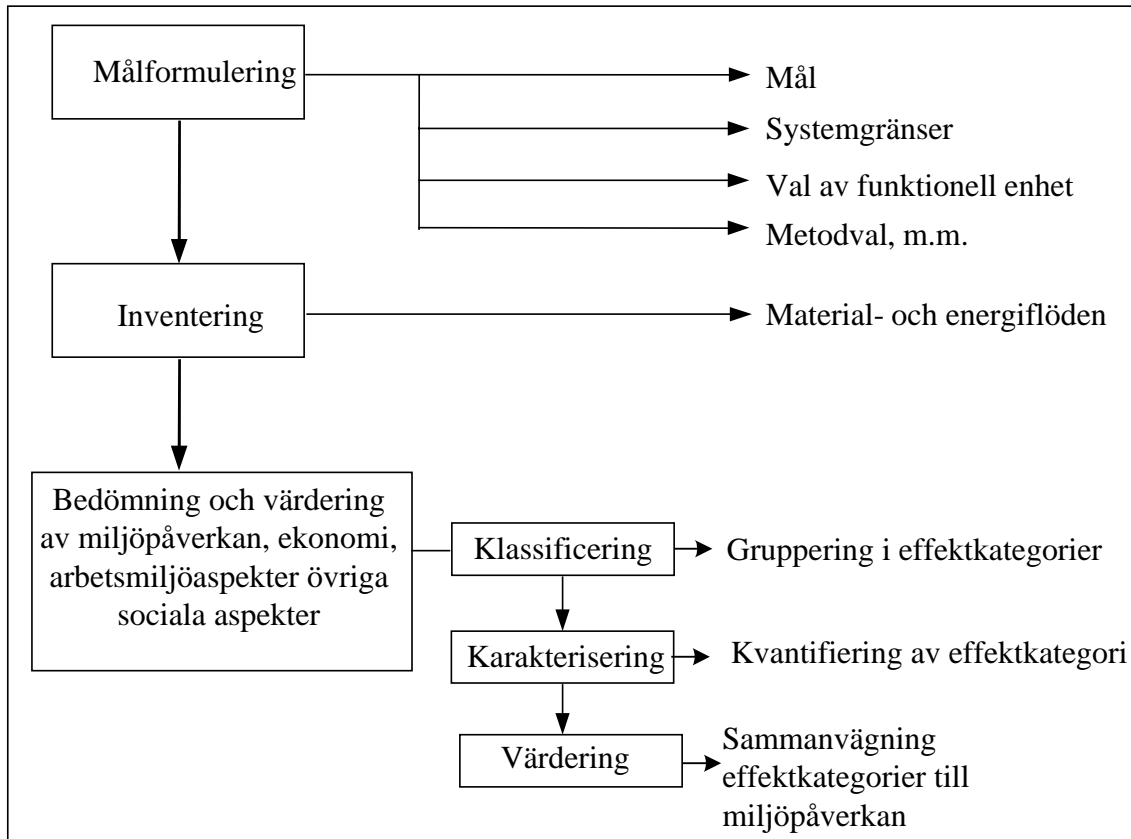 Målformulering
Mål
Systemgränser
Val av funktionell enhet
Metodval, m.m.
Inventering
Material- och energiflöden
Bedömning och värdering
av miljöpåverkan, ekonomi,
arbetsmiljöaspekter övriga
sociala aspekter
Klassificering
Gruppering i effektkategorier
Karakterisering
Kvantifiering av effektkategori
Värdering
Sammanvägning
effektkategorier till
miljöpåverkan